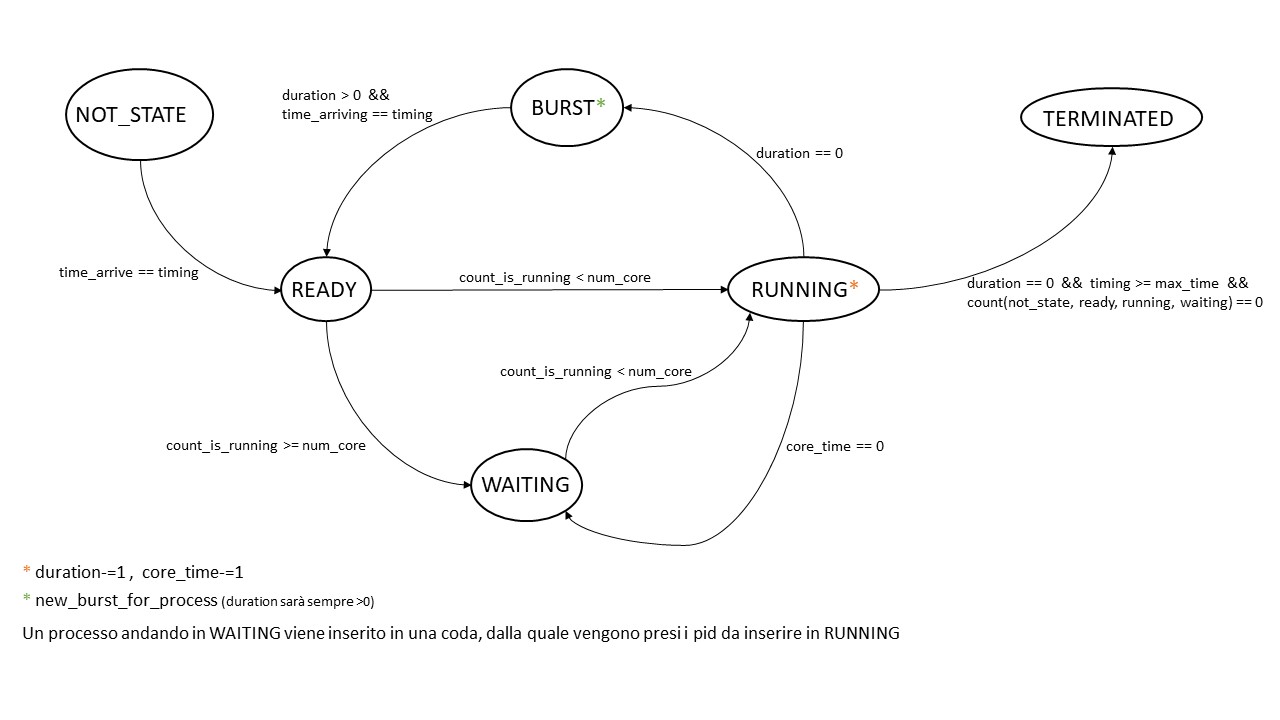 duration > 0 &&
time_arriving == timing
NOT_STATE
BURST*
TERMINATED
duration == 0
time_arrive == timing
READY
count_is_running < num_core
RUNNING*
duration == 0 && timing >= max_time &&
count(not_state, ready, running, waiting) == 0
count_is_running < num_core
count_is_running >= num_core
core_time == 0
WAITING
* duration-=1 , core_time-=1
* new_burst_for_process (duration sarà sempre >0)
Un processo andando in WAITING viene inserito in una coda, dalla quale vengono presi i pid da inserire in RUNNING